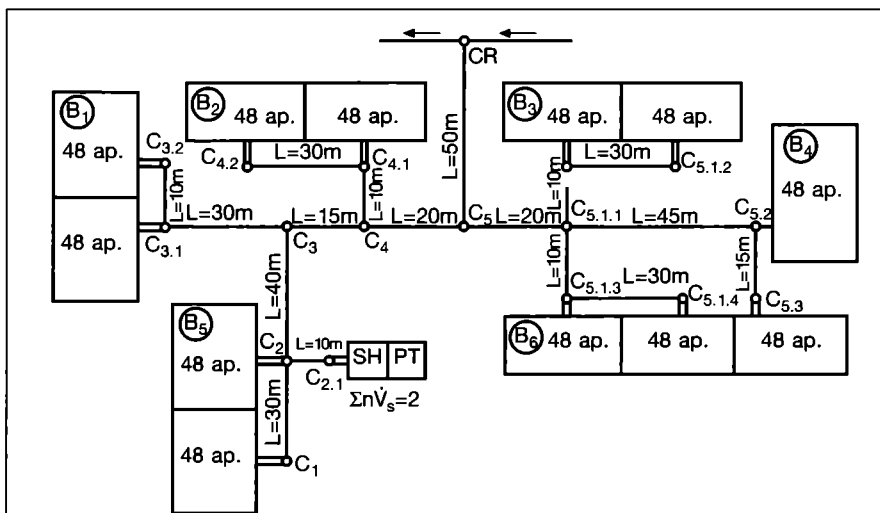 CR
B₁
48 ap.
48 ap.
C₃.₂
L=10m
C₃.₁
L=30m
B₂
48 ap.
48 ap.
C₄.₂
L=30m
C₄.₁
L=10m
L=50m
B₃
48 ap.
48 ap.
L=30m
C₅.₁.₂
L=10m
B₄
48 ap.
L=15m
C₃
C₄
L=20m
C₅
L=20m
C₅.₁.₁
L=45m
C₅.₂
L=40m
L=10m
L=15m
C₅.₁.₃
L=30m
C₅.₁.₄
C₅.₃
B₅
48 ap.
48 ap.
C₂
L=10m
C₂.₁
SH
PT
ΣnV̇ₛ=2
L=30m
C₁
B₆
48 ap.
48 ap.
48 ap.